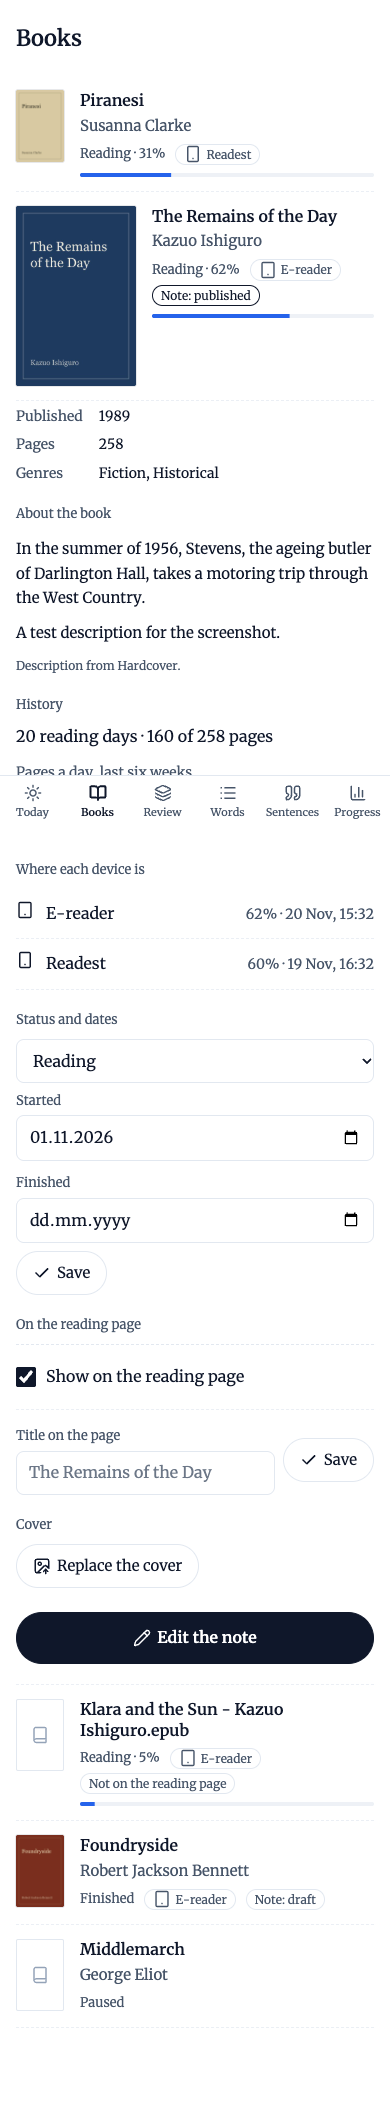 Books
Piranesi
Piranesi
Susanna Clarke
Reading · 31% Readest
The Remains of the Day
The Remains
of the Day
Kazuo Ishiguro
Kazuo Ishiguro
Reading · 62% E-reader
Note: published
Published 1989
Pages 258
Genres Fiction, Historical
About the book
In the summer of 1956, Stevens, the ageing butler
of Darlington Hall, takes a motoring trip through
the West Country.
A test description for the screenshot.
Description from Hardcover.
History
20 reading days · 160 of 258 pages
Pages a day, last six weeks
Today Books Review Words Sentences Progress
Where each device is
E-reader 62% · 20 Nov, 15:32
Readest 60% · 19 Nov, 16:32
Status and dates
Reading
Started
01.11.2026
Finished
dd.mm.yyyy
Save
On the reading page
Show on the reading page
Title on the page
The Remains of the Day Save
Cover
Replace the cover
Edit the note
Klara and the Sun - Kazuo
Ishiguro.epub
Reading · 5% E-reader
Not on the reading page
Foundryside
Foundryside
Robert Jackson Bennett
Finished E-reader Note: draft
Middlemarch
George Eliot
Paused